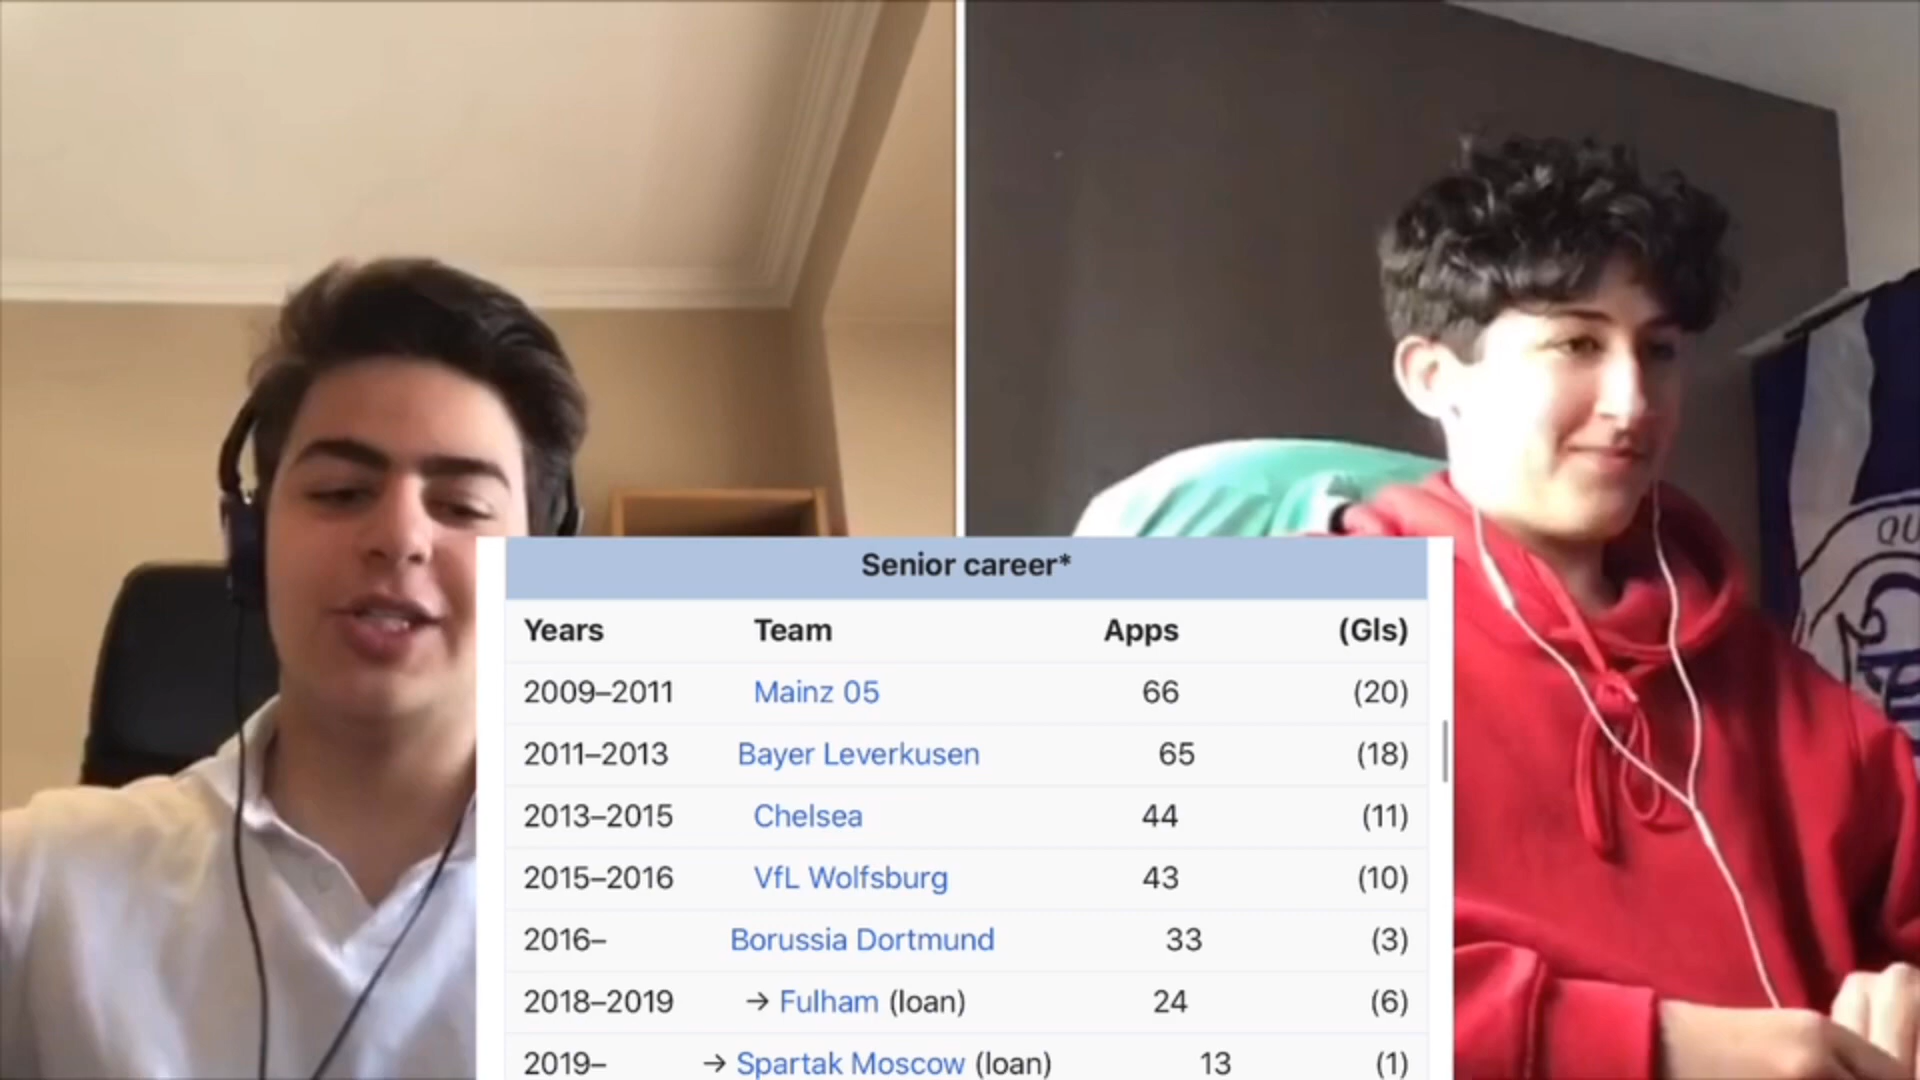 QU
Senior career*
Years Team Apps (Gls)
2009–2011 Mainz 05 66 (20)
2011–2013 Bayer Leverkusen 65 (18)
2013–2015 Chelsea 44 (11)
2015–2016 VfL Wolfsburg 43 (10)
2016– Borussia Dortmund 33 (3)
2018–2019 → Fulham (loan) 24 (6)
2019– → Spartak Moscow (loan) 13 (1)